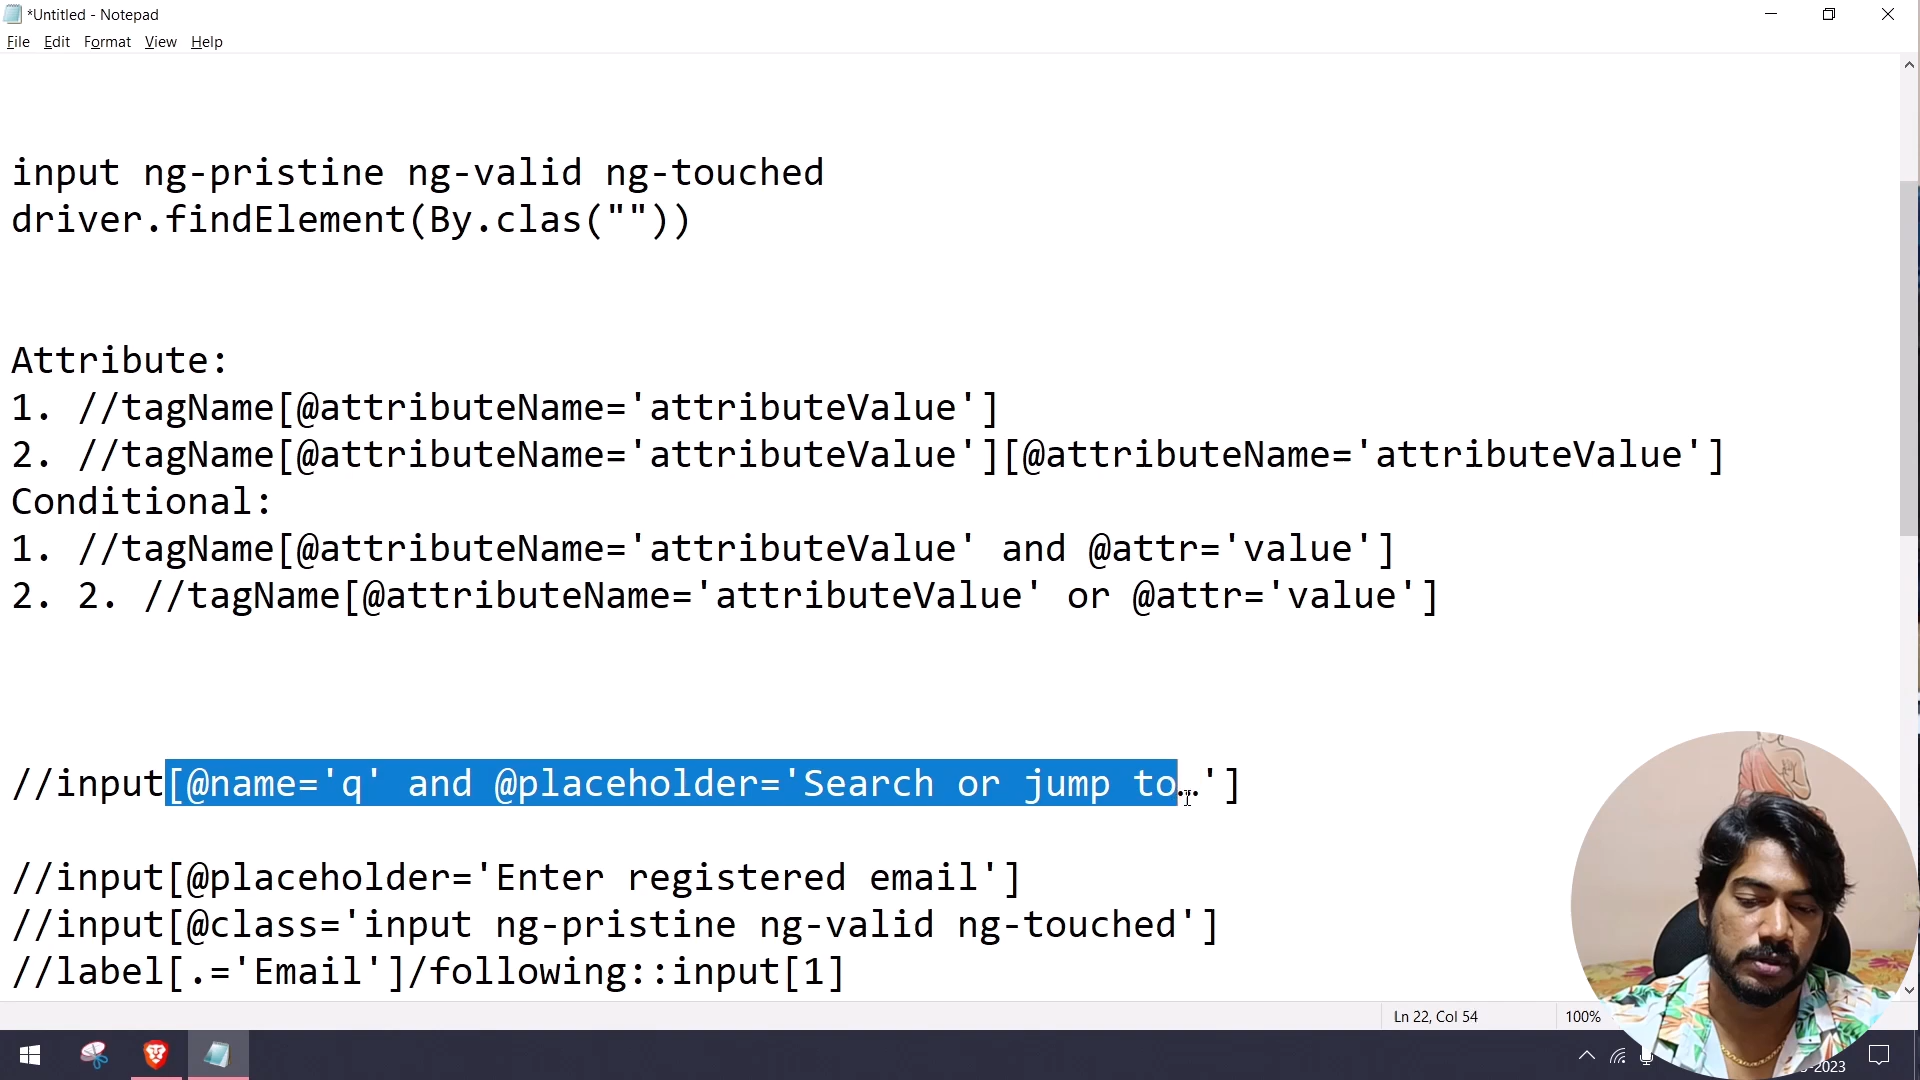 *Untitled - Notepad
File Edit Format View Help
input ng-pristine ng-valid ng-touched
driver.findElement(By.clas(""))
Attribute:
1. //tagName[@attributeName='attributeValue']
2. //tagName[@attributeName='attributeValue'][@attributeName='attributeValue']
Conditional:
1. //tagName[@attributeName='attributeValue' and @attr='value']
2. 2. //tagName[@attributeName='attributeValue' or @attr='value']
//input[@name='q' and @placeholder='Search or jump to…']
//input[@placeholder='Enter registered email']
//input[@class='input ng-pristine ng-valid ng-touched']
//label[.='Email']/following::input[1]
Ln 22, Col 54 100%
-2023